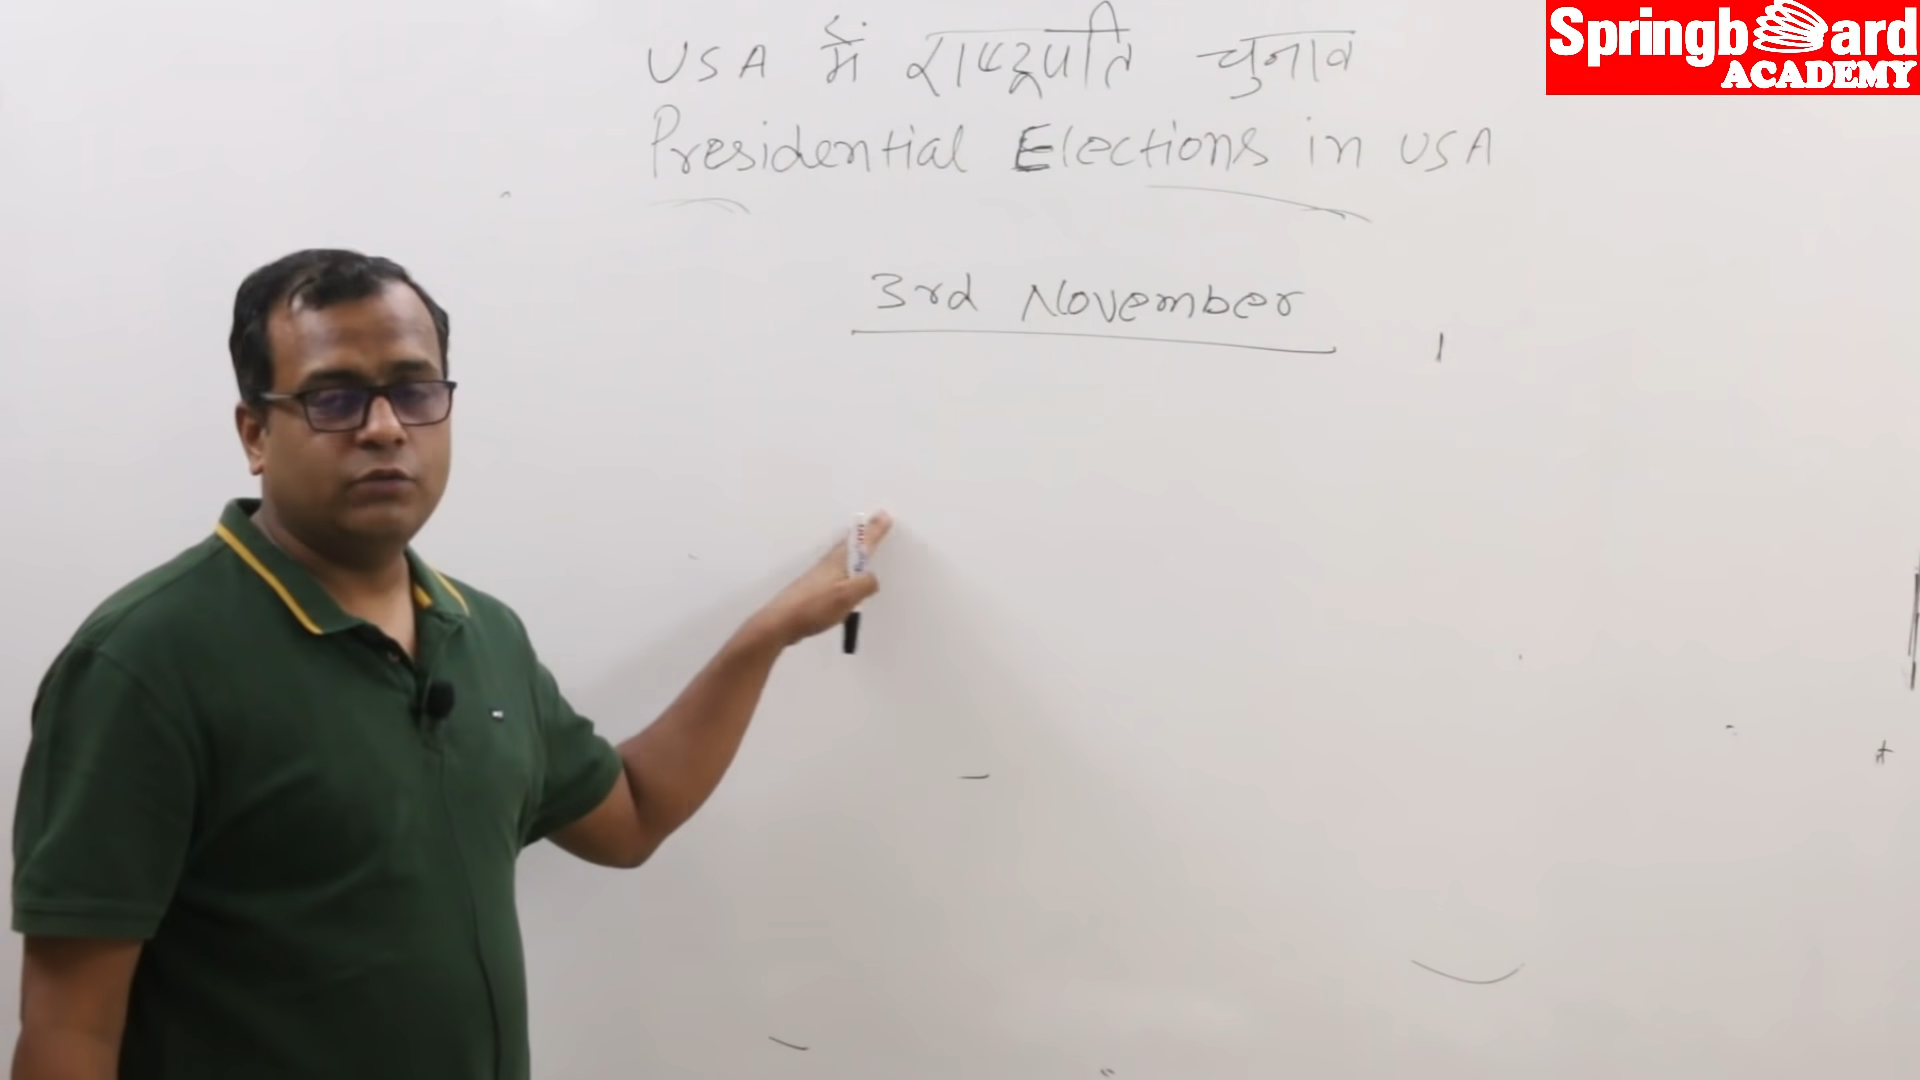 USA में राष्ट्रपति चुनाव
Presidential Elections in USA
3rd November
Springboard
ACADEMY